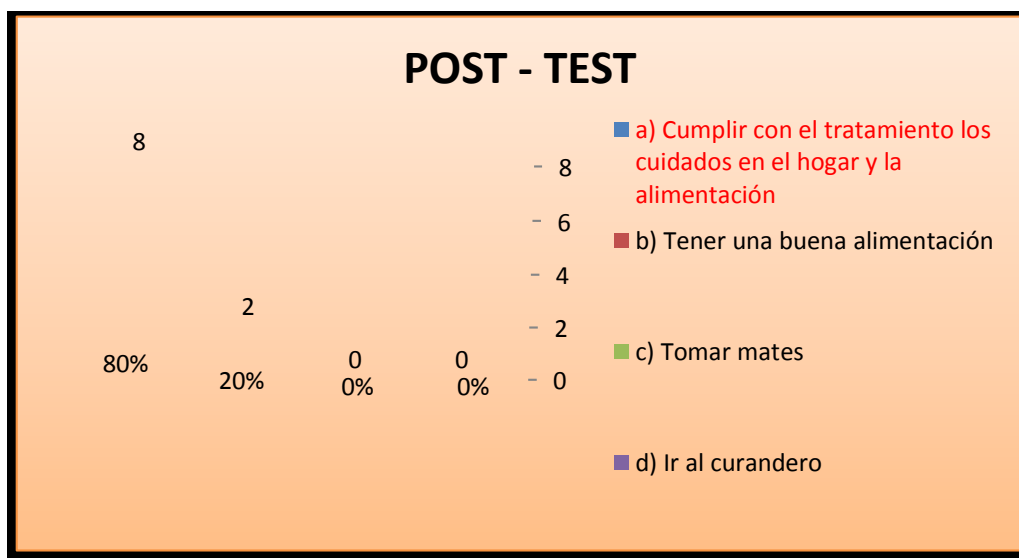 POST - TEST
8
2
80%
20%
0
0%
0
0%
8
6
4
2
0
a) Cumplir con el tratamiento los
cuidados en el hogar y la
alimentación
b) Tener una buena alimentación
c) Tomar mates
d) Ir al curandero